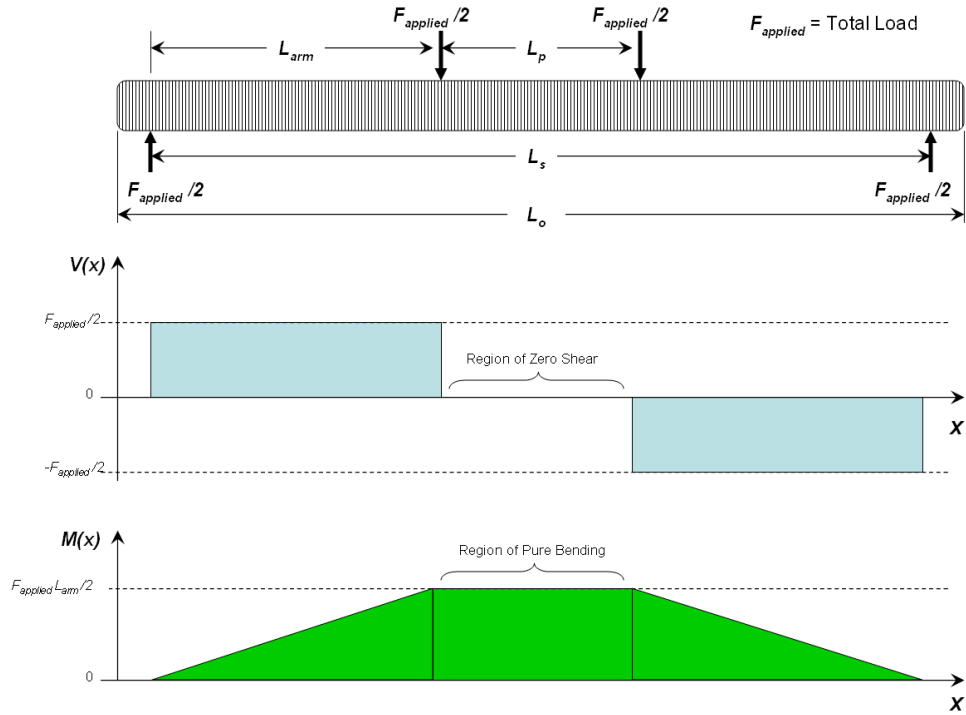 F_applied /2
F_applied /2
F_applied = Total Load
L_arm
L_p
L_s
F_applied /2
F_applied /2
L_o
V(x)
F_applied /2
Region of Zero Shear
0
X
-F_applied /2
M(x)
Region of Pure Bending
F_applied L_arm /2
0
X